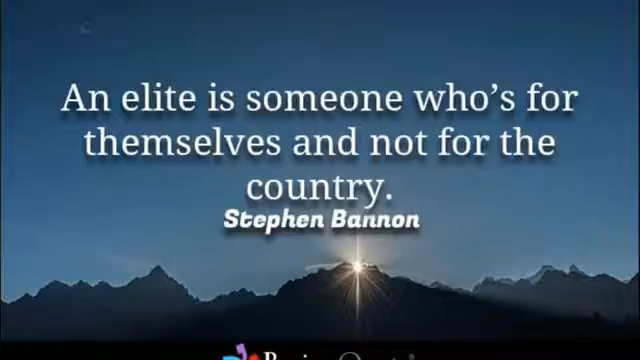 An elite is someone who’s for
themselves and not for the
country.
Stephen Bannon